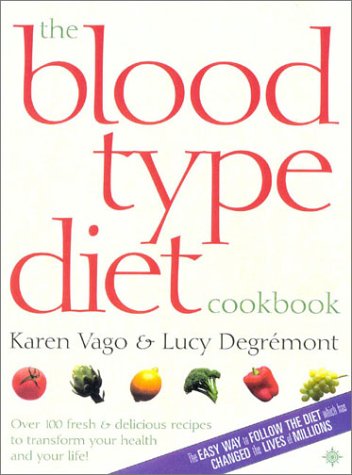 the
blood
type
diet
cookbook
Karen Vago & Lucy Degrémont
Over 100 fresh & delicious recipes
to transform your health
and your life!
The EASY WAY to FOLLOW THE DIET which has
CHANGED the LIVES of MILLIONS